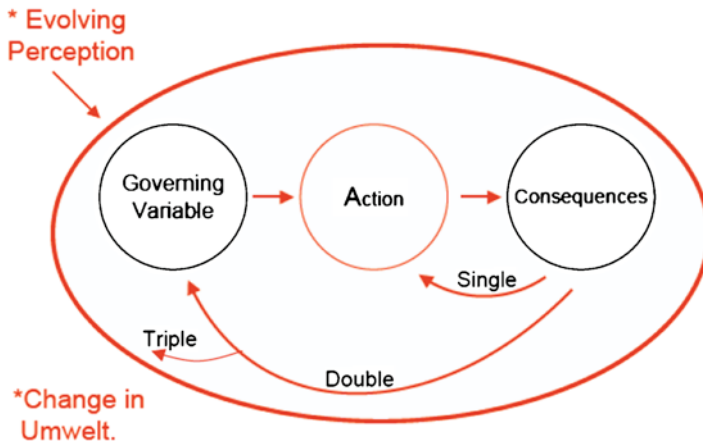 * Evolving
Perception
Governing
Variable
Action
Consequences
Single
Triple
Double
*Change in
Umwelt.